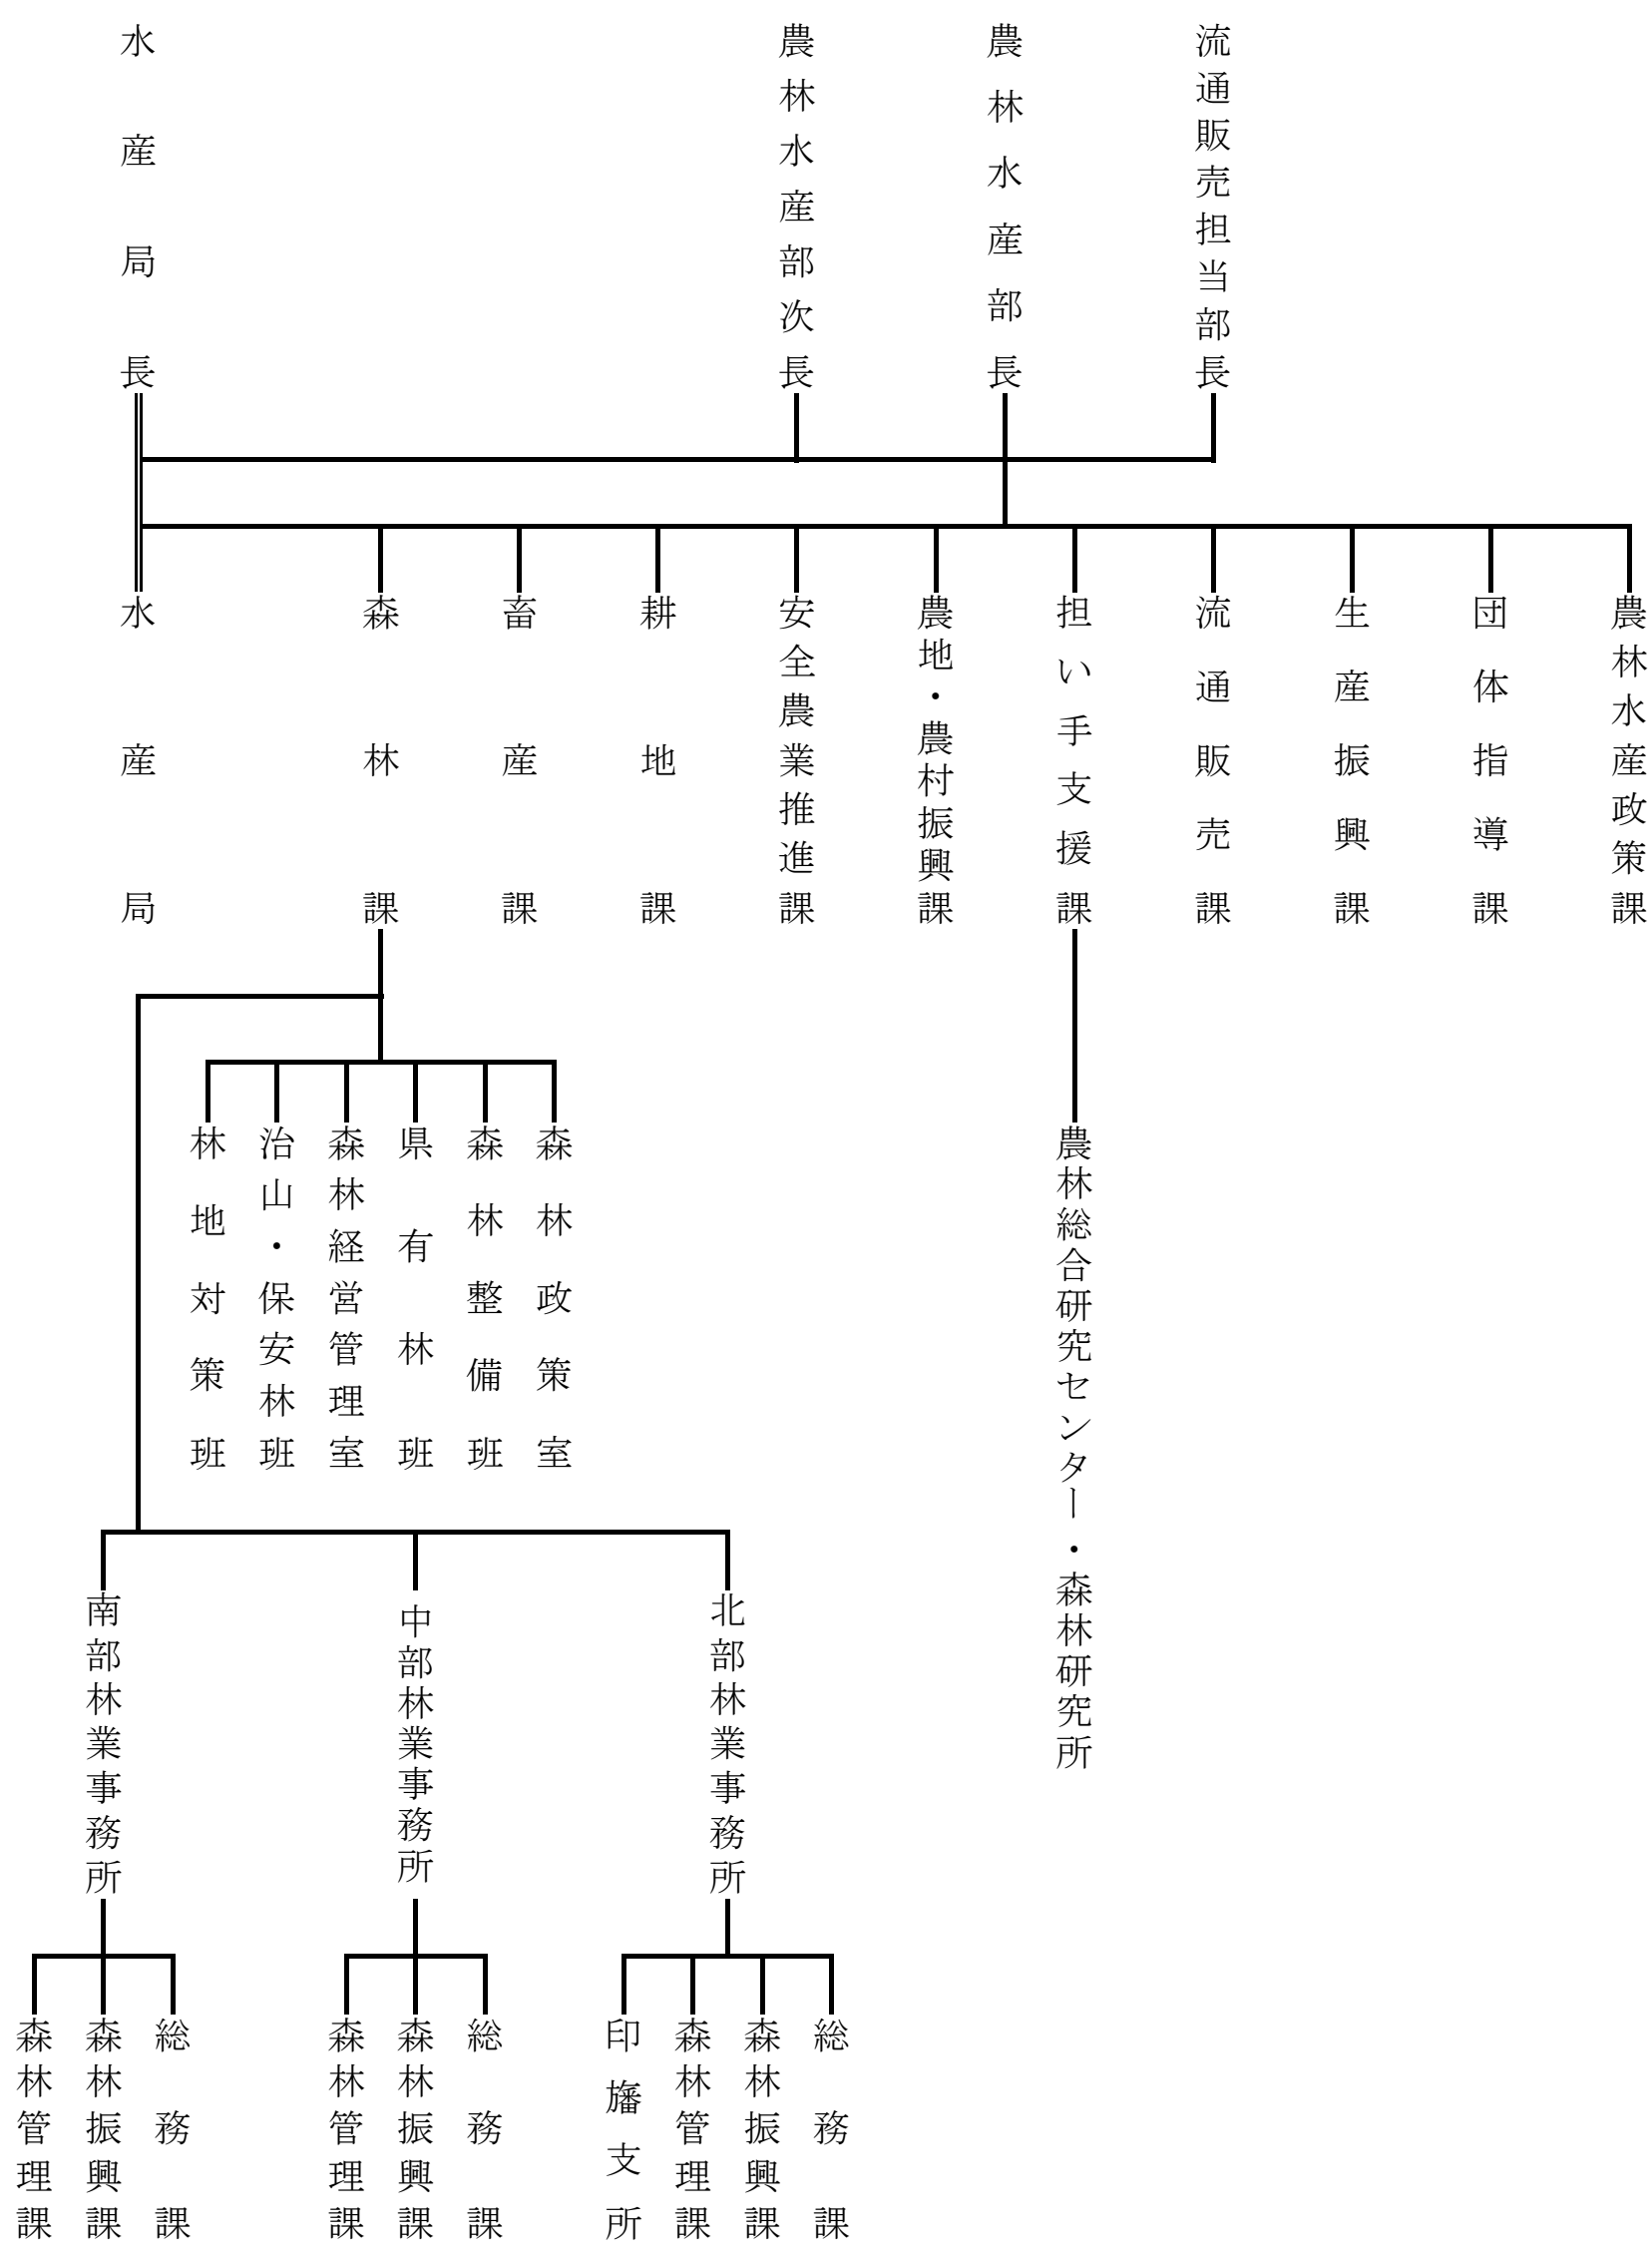 流通販売担当部長
農林水産部長
農林水産部次長
水産局長
農林水産政策課
団体指導課
生産振興課
流通販売課
担い手支援課
農地・農村振興課
安全農業推進課
耕地課
畜産課
森林課
水産局
農林総合研究センター・森林研究所
森林政策室
森林整備班
県有林班
森林経営管理室
治山・保安林班
林地対策班
北部林業事務所
中部林業事務所
南部林業事務所
総務課
森林振興課
森林管理課
印旛支所
総務課
森林振興課
森林管理課
総務課
森林振興課
森林管理課